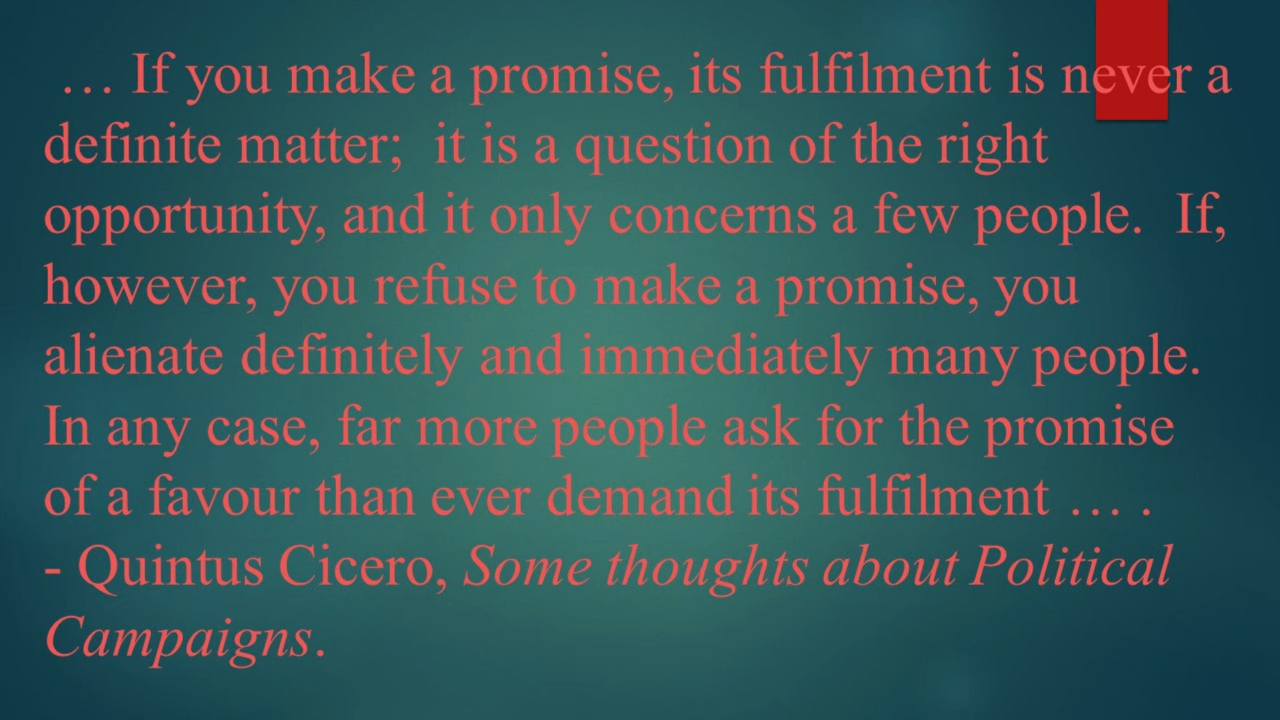 … If you make a promise, its fulfilment is never a
definite matter;  it is a question of the right
opportunity, and it only concerns a few people.  If,
however, you refuse to make a promise, you
alienate definitely and immediately many people.
In any case, far more people ask for the promise
of a favour than ever demand its fulfilment … .
- Quintus Cicero, Some thoughts about Political
Campaigns.